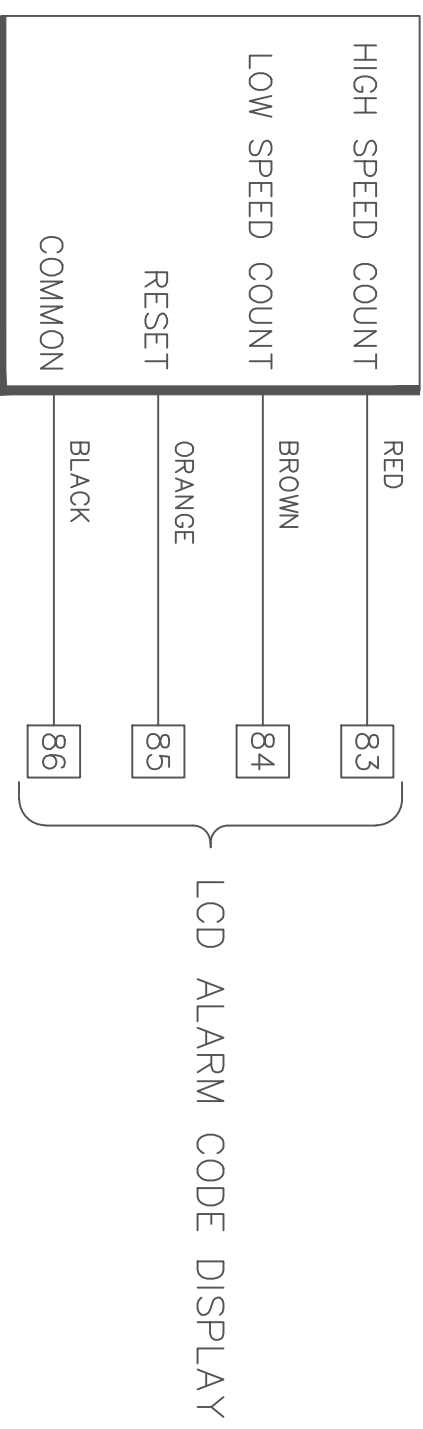 HIGH SPEED COUNT
RED
83
LOW SPEED COUNT
BROWN
84
RESET
ORANGE
85
COMMON
BLACK
86
LCD ALARM CODE DISPLAY